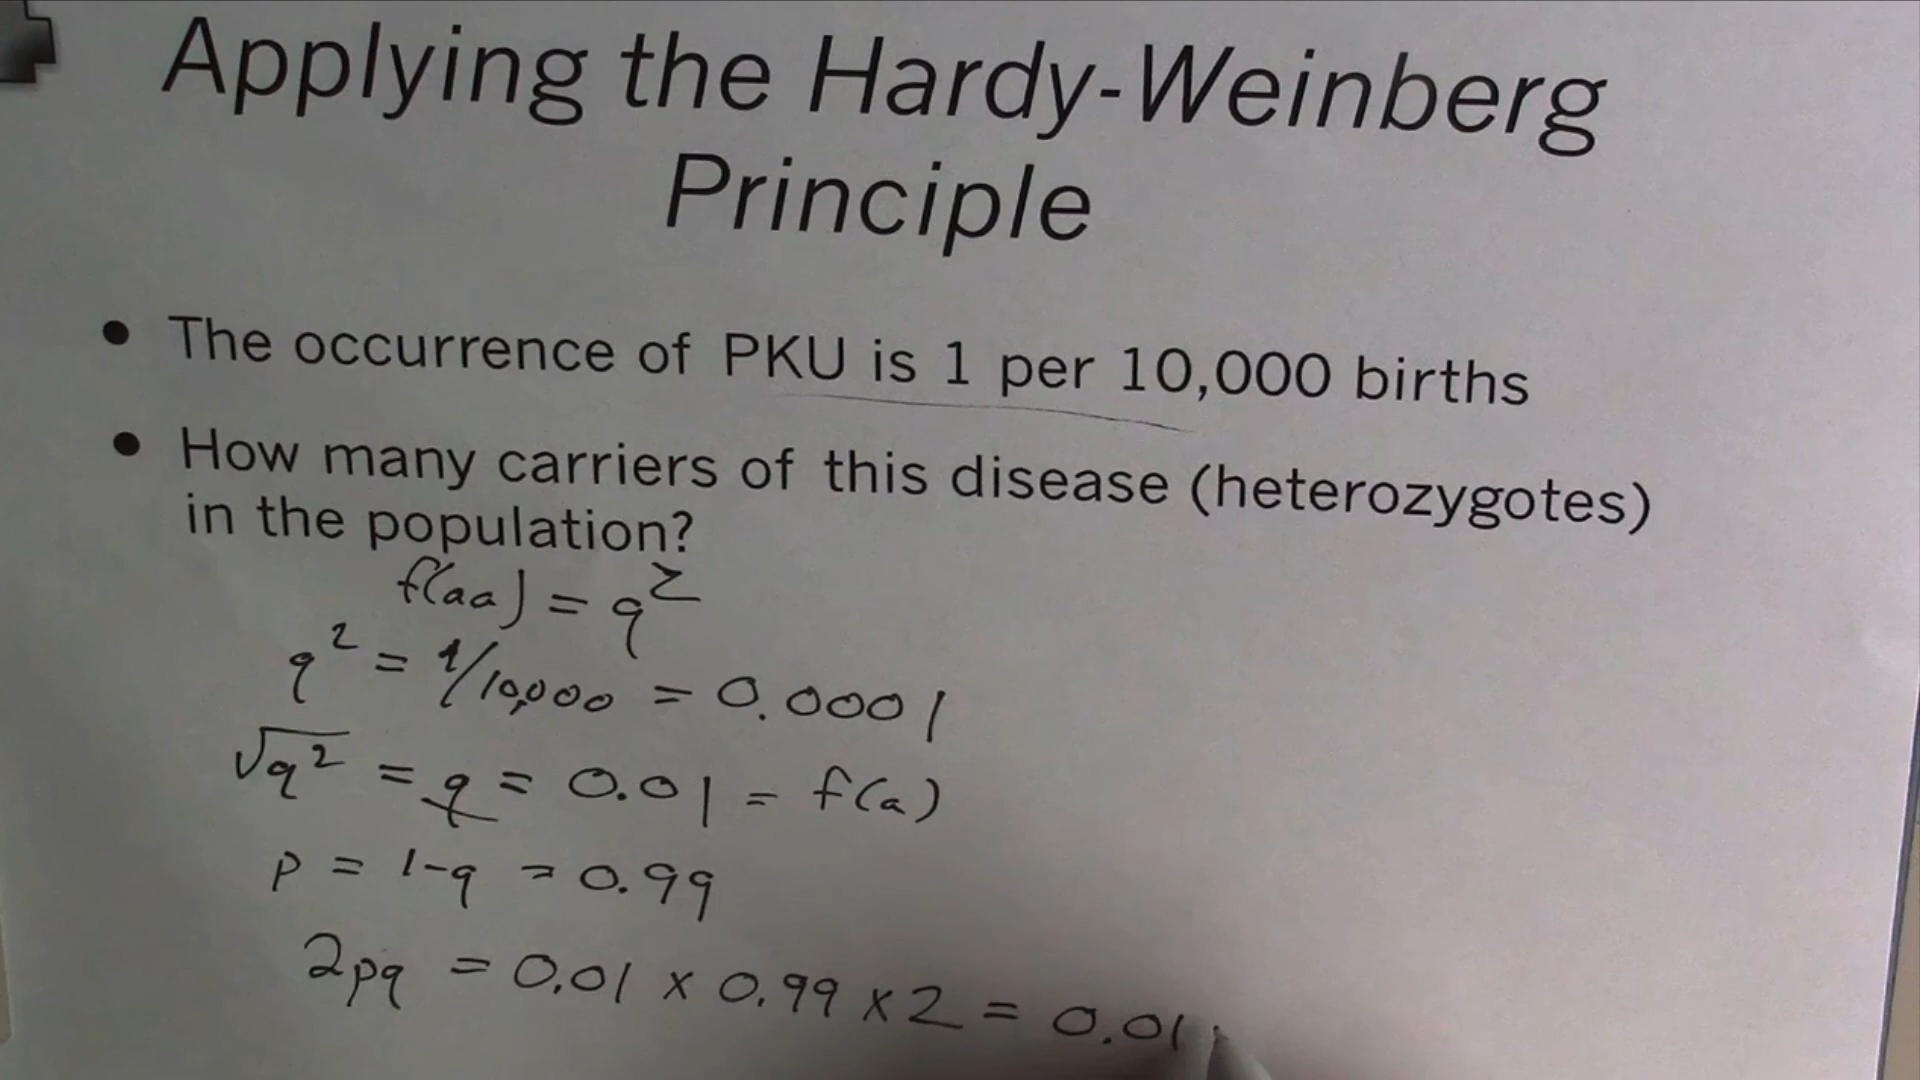 Applying the Hardy-Weinberg
Principle
• The occurrence of PKU is 1 per 10,000 births
• How many carriers of this disease (heterozygotes)
in the population?
f(aa) = q²
q² = 1/10,000 = 0.0001
√q² = q = 0.01 = f(a)
p = 1-q = 0.99
2pq = 0.01 x 0.99 x 2 = 0.01